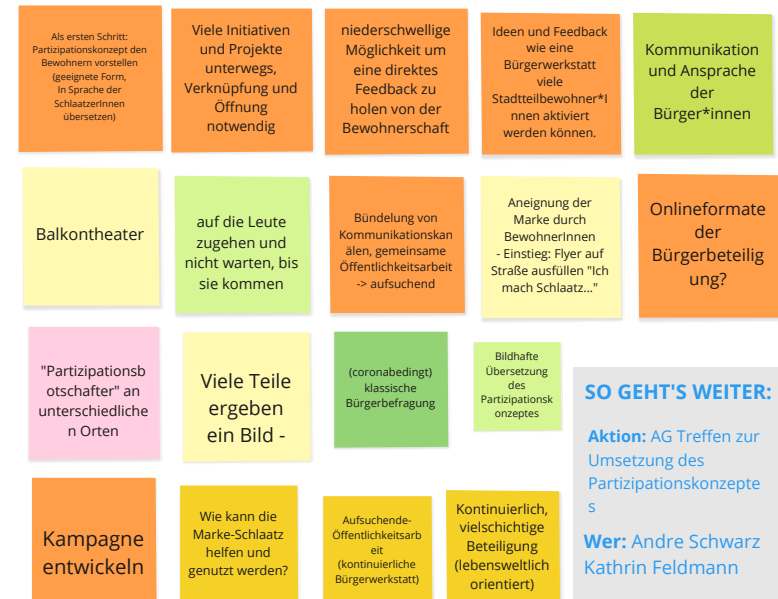 Als ersten Schritt:
Partizipationskonzept den
Bewohnern vorstellen
(geeignete Form,
In Sprache der
SchlaatzerInnen
übersetzen)
Viele Initiativen
und Projekte
unterwegs,
Verknüpfung und
Öffnung
notwendig
niederschwellige
Möglichkeit um
eine direktes
Feedback zu
holen von der
Bewohnerschaft
Ideen und Feedback
wie eine
Bürgerwerkstatt
viele
Stadtteilbewohner*I
nnen aktiviert
werden können.
Kommunikation
und Ansprache
der
Bürger*innen
Balkontheater
auf die Leute
zugehen und
nicht warten, bis
sie kommen
Bündelung von
Kommunikationskan
älen, gemeinsame
Öffentlichkeitsarbeit
-> aufsuchend
Aneignung der
Marke durch
BewohnerInnen
- Einstieg: Flyer auf
Straße ausfüllen "Ich
mach Schlaatz..."
Onlineformate
der
Bürgerbeteilig
ung?
"Partizipationsb
otschafter" an
unterschiedliche
n Orten
Viele Teile
ergeben
ein Bild -
(coronabedingt)
klassische
Bürgerbefragung
Bildhafte
Übersetzung
des
Partizipationsk
onzeptes
SO GEHT'S WEITER:
Aktion: AG Treffen zur
Umsetzung des
Partizipationskonzepte
s
Wer: Andre Schwarz
Kathrin Feldmann
Kampagne
entwickeln
Wie kann die
Marke-Schlaatz
helfen und
genutzt werden?
Aufsuchende-
Öffentlichkeitsarb
eit
(kontinuierliche
Bürgerwerkstatt)
Kontinuierlich,
vielschichtige
Beteiligung
(lebensweltlich
orientiert)